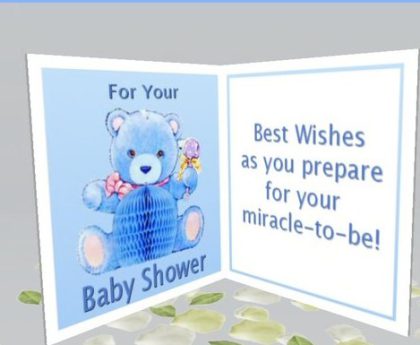 For Your
Baby Shower
Best Wishes
as you prepare
for your
miracle-to-be!